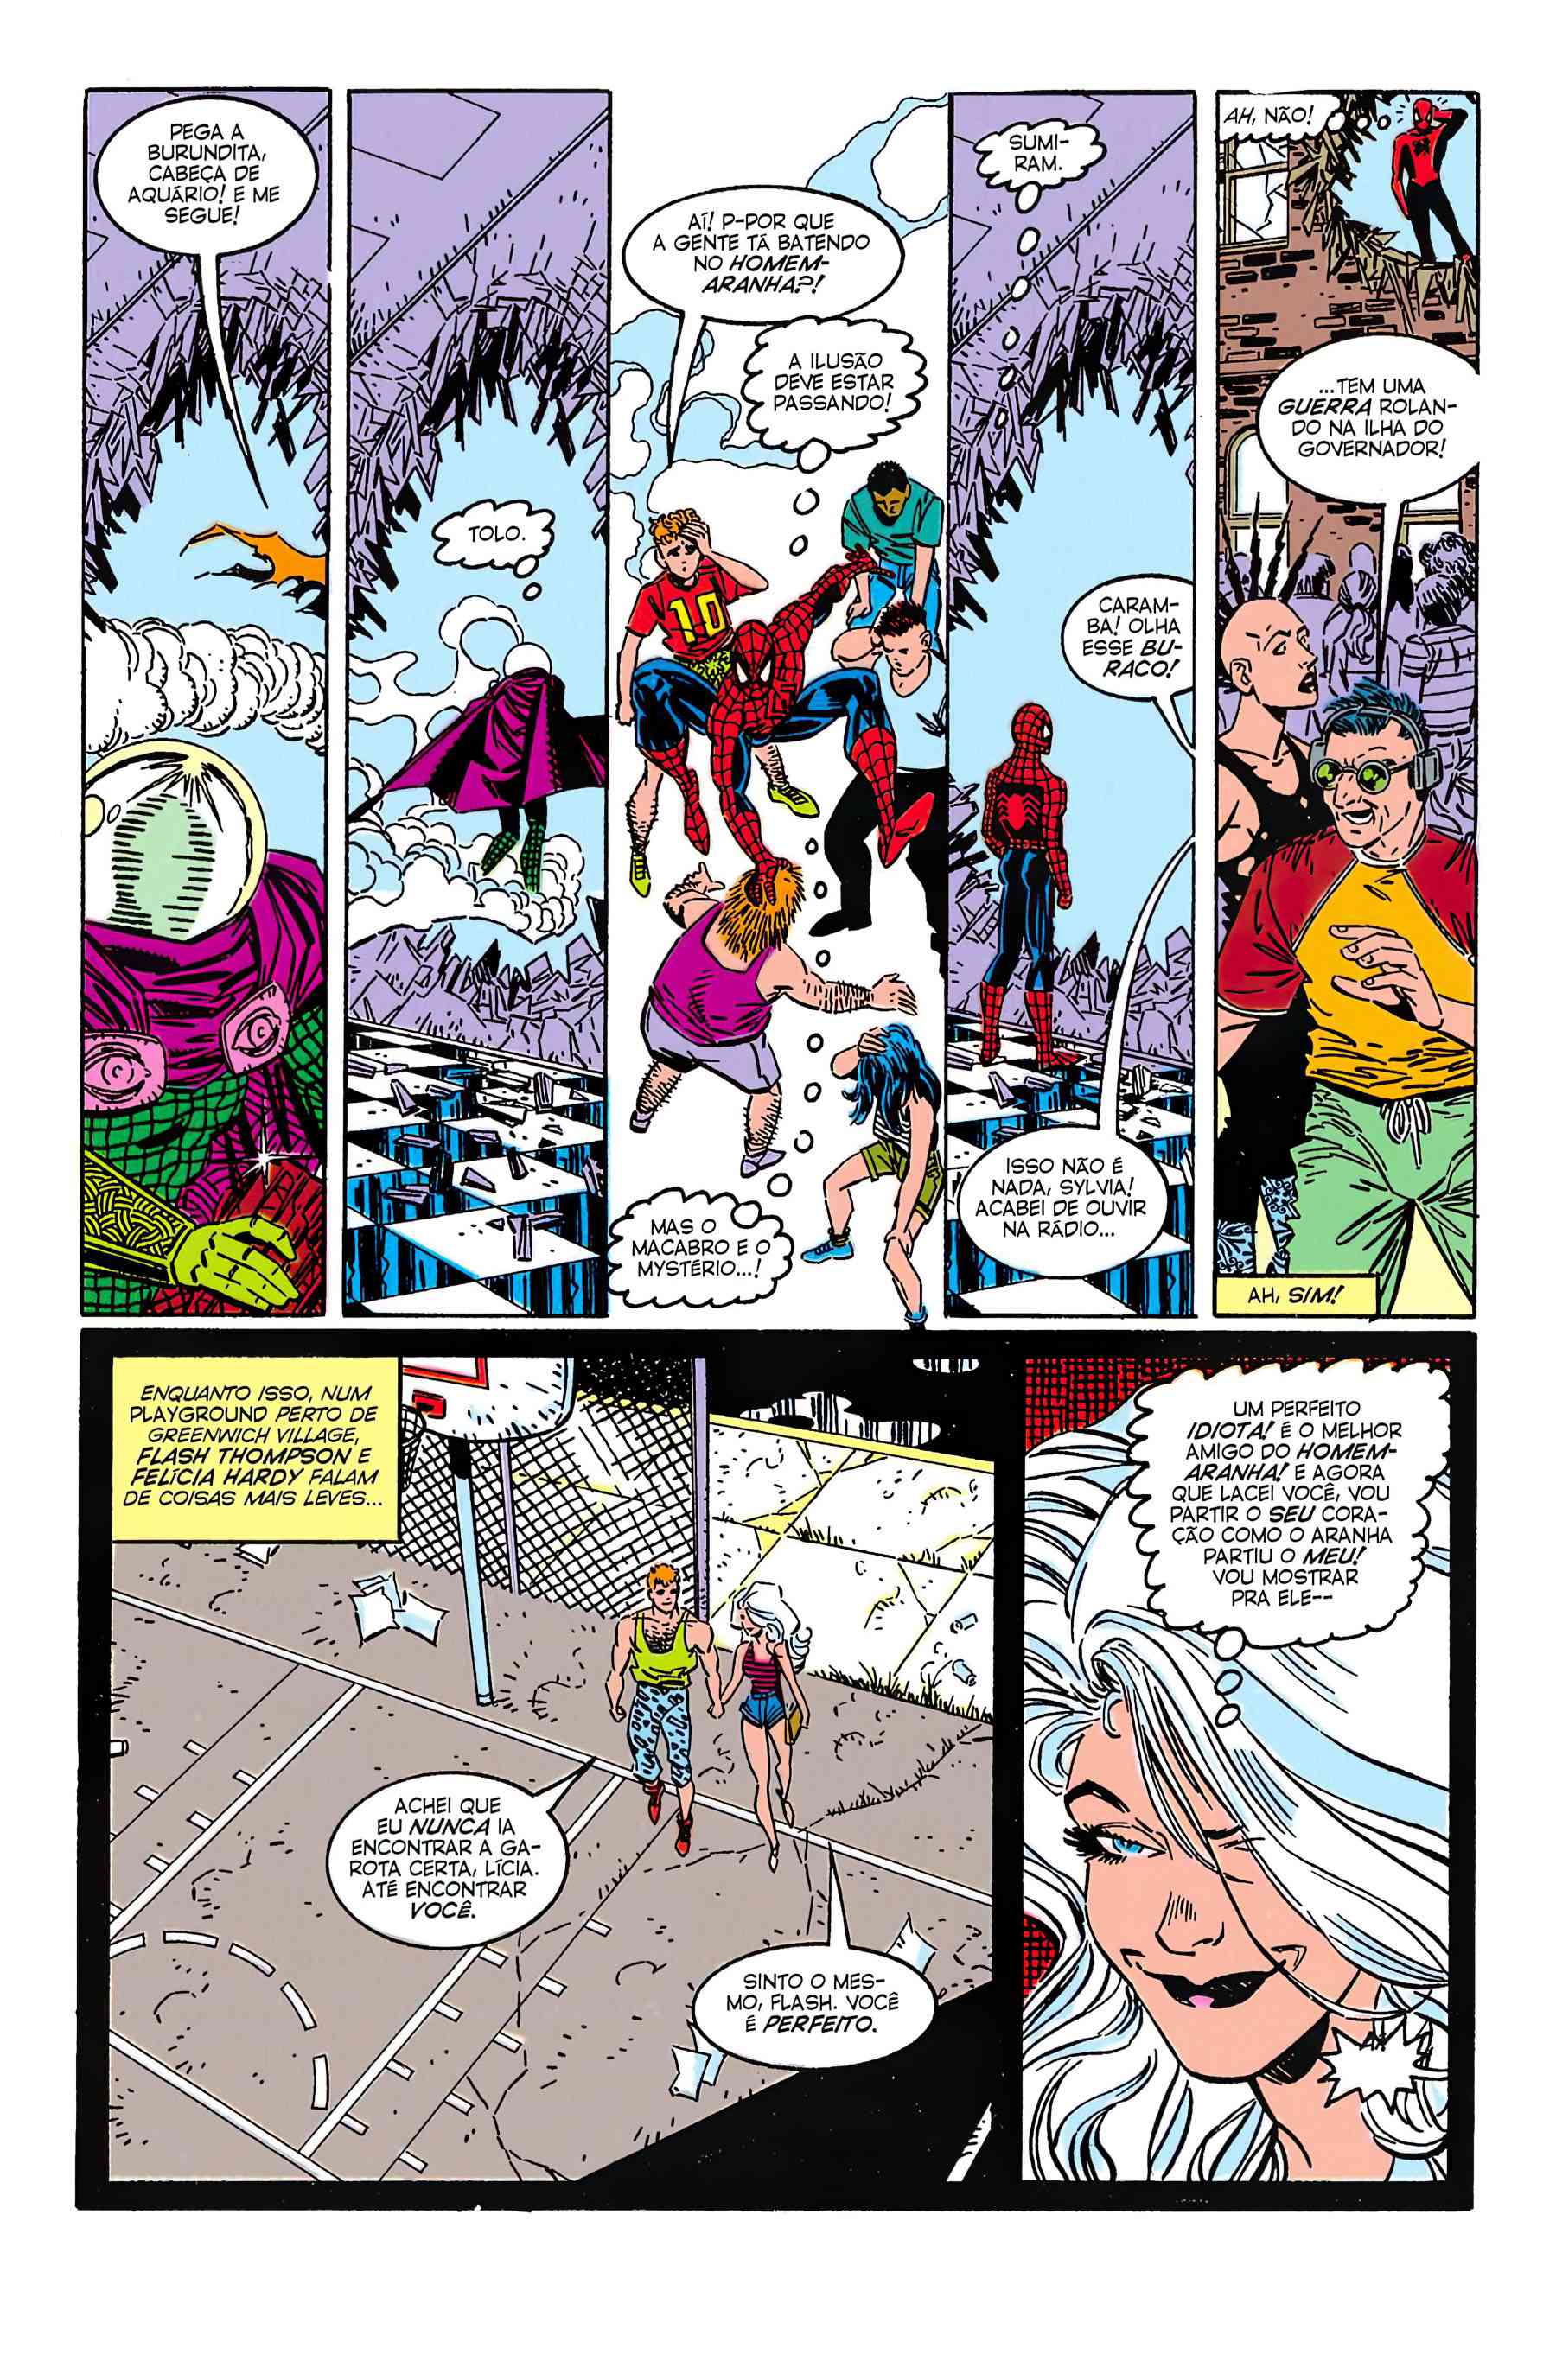 PEGA A
BURUNDITA,
CABEÇA DE
AQUÁRIO! E ME
SEGUE!
TOLO.
AÍ! P-POR QUE
A GENTE TÁ BATENDO
NO HOMEM-
ARANHA?!
A ILUSÃO
DEVE ESTAR
PASSANDO!
10
MAS O
MACABRO E O
MYSTÉRIO...!
SUMI-
RAM.
CARAM-
BA! OLHA
ESSE BU-
RACO!
ISSO NÃO É
NADA, SYLVIA!
ACABEI DE OUVIR
NA RÁDIO...
AH, NÃO!
...TEM UMA
GUERRA ROLAN-
DO NA ILHA DO
GOVERNADOR!
AH, SIM!
ENQUANTO ISSO, NUM
PLAYGROUND PERTO DE
GREENWICH VILLAGE,
FLASH THOMPSON E
FELÍCIA HARDY FALAM
DE COISAS MAIS LEVES...
ACHEI QUE
EU NUNCA IA
ENCONTRAR A GA-
ROTA CERTA, LÍCIA.
ATÉ ENCONTRAR
VOCÊ.
SINTO O MES-
MO, FLASH. VOCÊ
É PERFEITO.
UM PERFEITO
IDIOTA! É O MELHOR
AMIGO DO HOMEM-
ARANHA! E AGORA
QUE LACEI VOCÊ, VOU
PARTIR O SEU CORA-
ÇÃO COMO O ARANHA
PARTIU O MEU!
VOU MOSTRAR
PRA ELE--